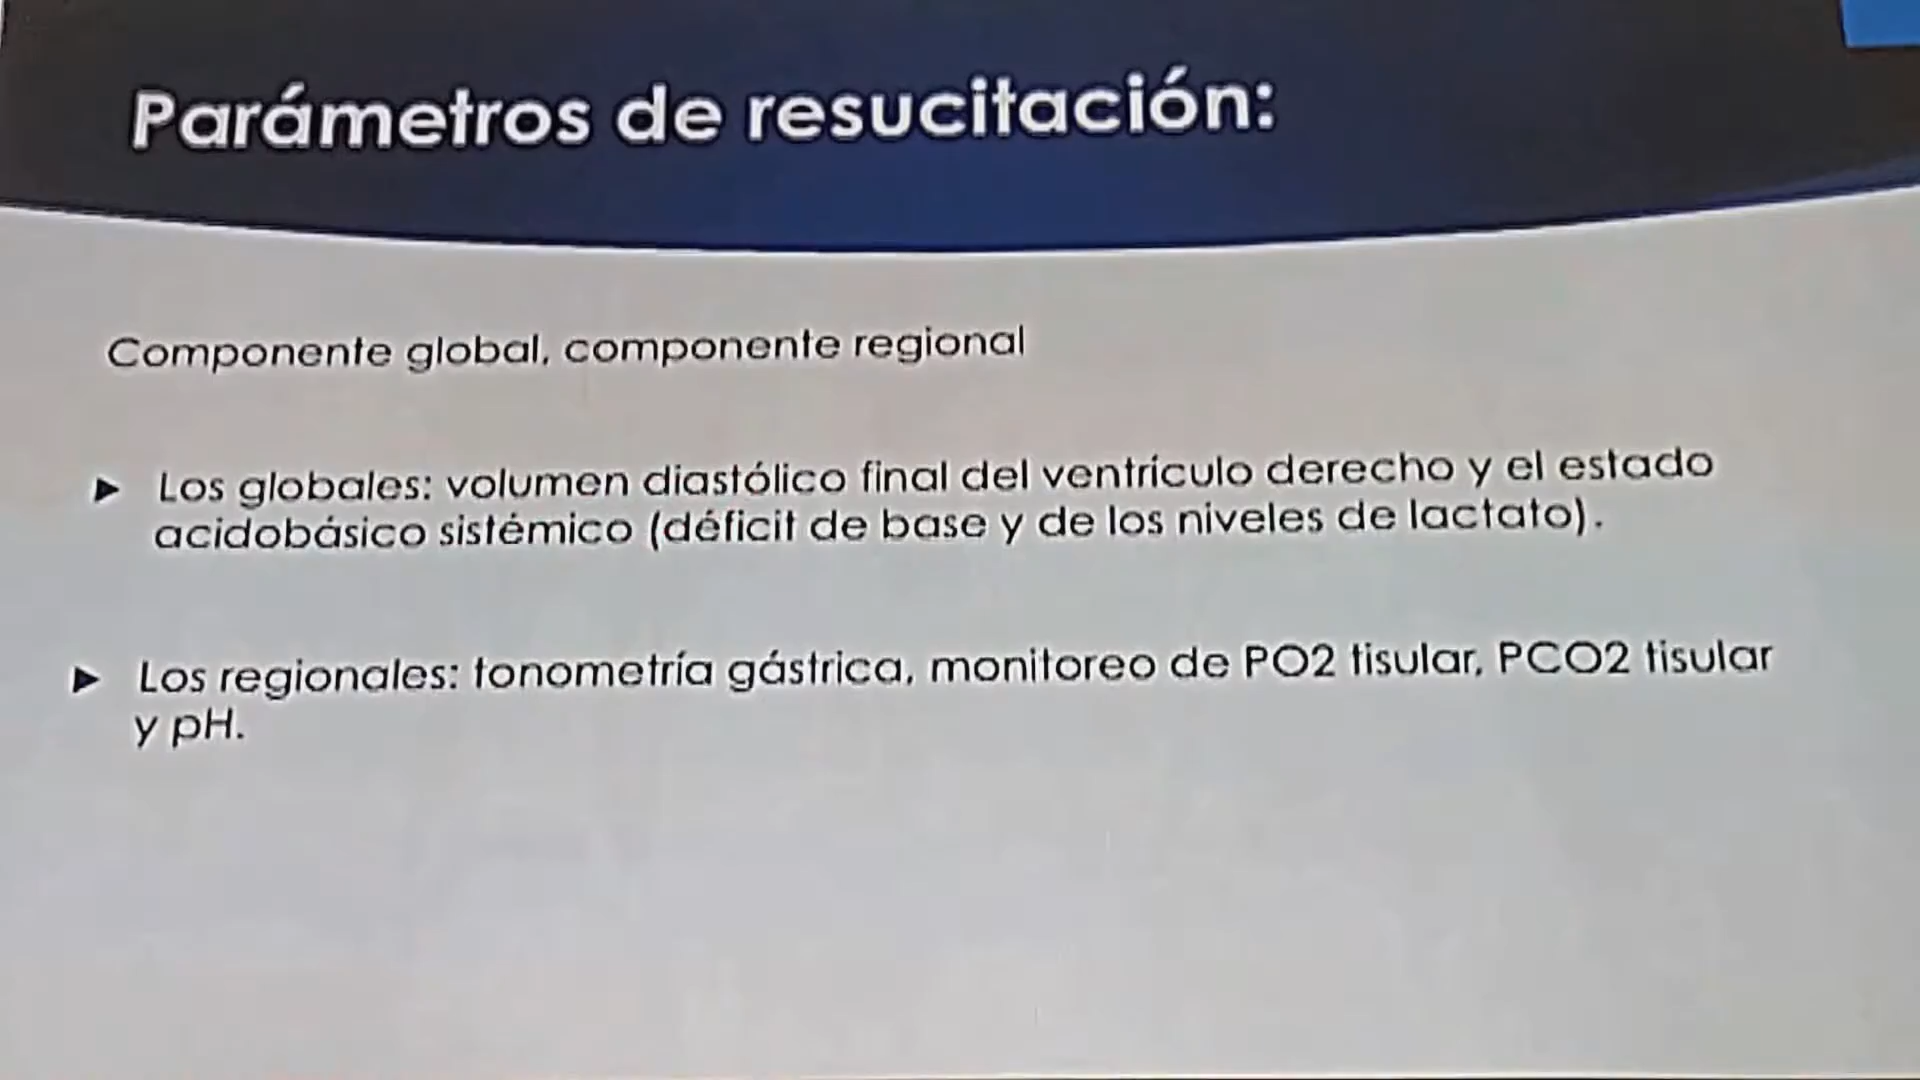 Parámetros de resucitación:
Componente global, componente regional
Los globales: volumen diastólico final del ventrículo derecho y el estado
acidobásico sistémico (déficit de base y de los niveles de lactato).
Los regionales: tonometría gástrica, monitoreo de PO2 tisular, PCO2 tisular
y pH.